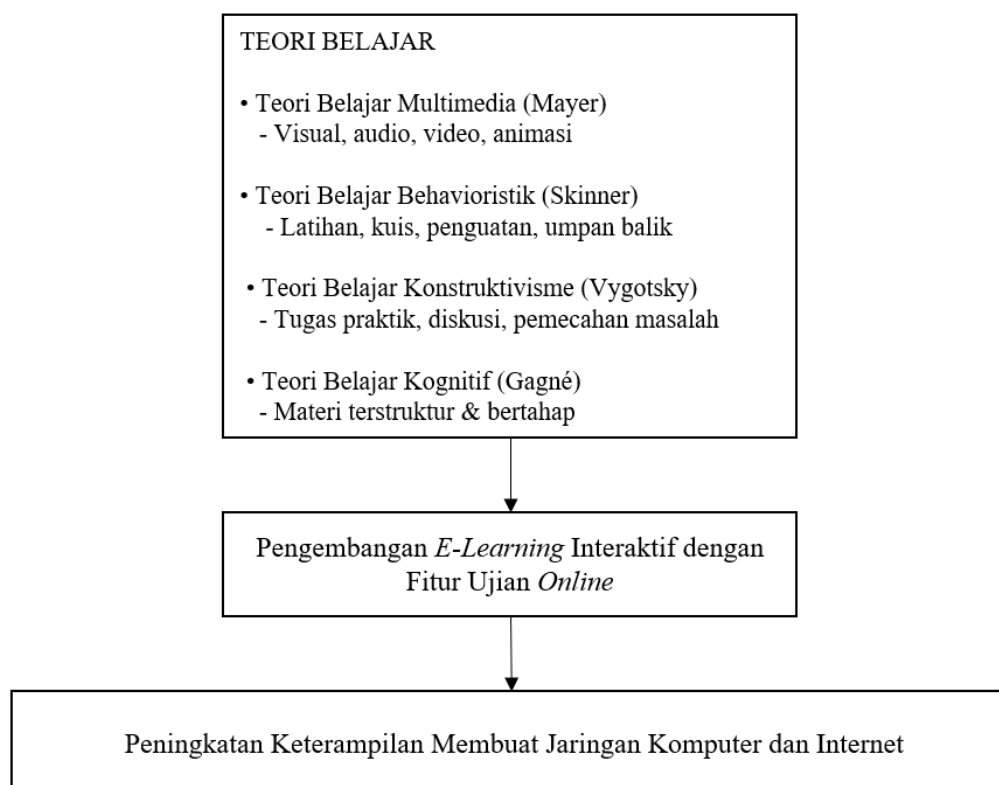 TEORI BELAJAR
• Teori Belajar Multimedia (Mayer)
- Visual, audio, video, animasi
• Teori Belajar Behavioristik (Skinner)
- Latihan, kuis, penguatan, umpan balik
• Teori Belajar Konstruktivisme (Vygotsky)
- Tugas praktik, diskusi, pemecahan masalah
• Teori Belajar Kognitif (Gagné)
- Materi terstruktur & bertahap
Pengembangan E-Learning Interaktif dengan
Fitur Ujian Online
Peningkatan Keterampilan Membuat Jaringan Komputer dan Internet